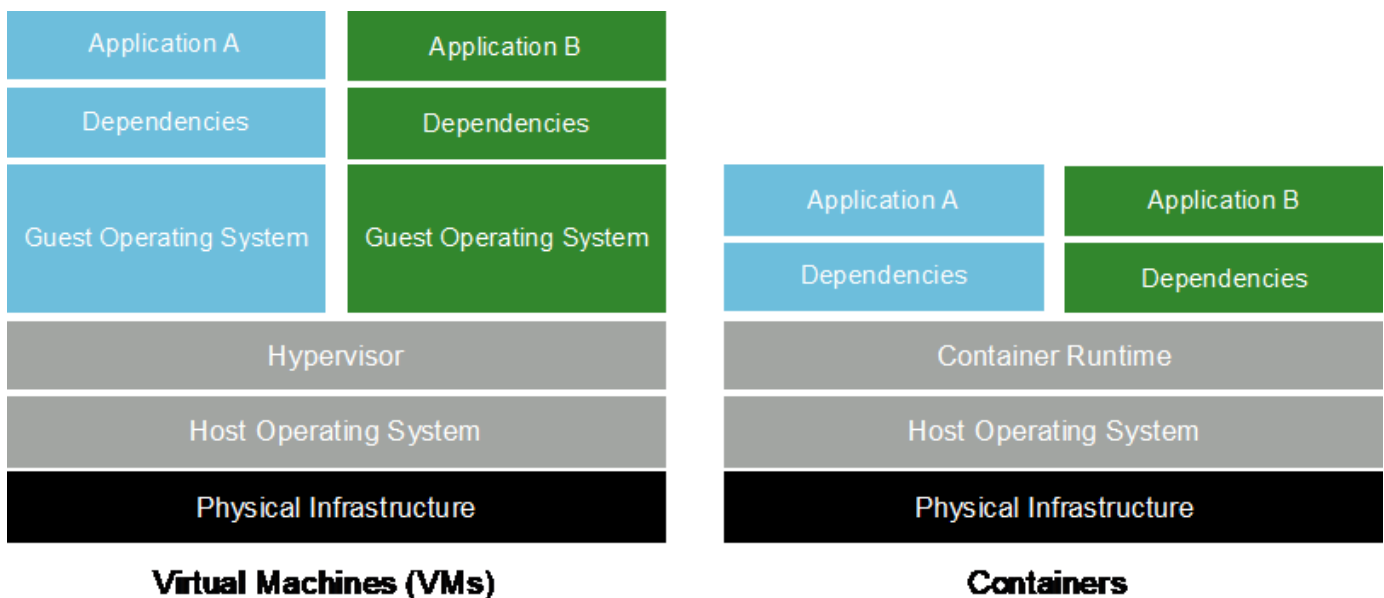 Application A
Application B
Dependencies
Dependencies
Guest Operating System
Guest Operating System
Hypervisor
Host Operating System
Physical Infrastructure
Virtual Machines (VMs)
Application A
Application B
Dependencies
Dependencies
Container Runtime
Host Operating System
Physical Infrastructure
Containers